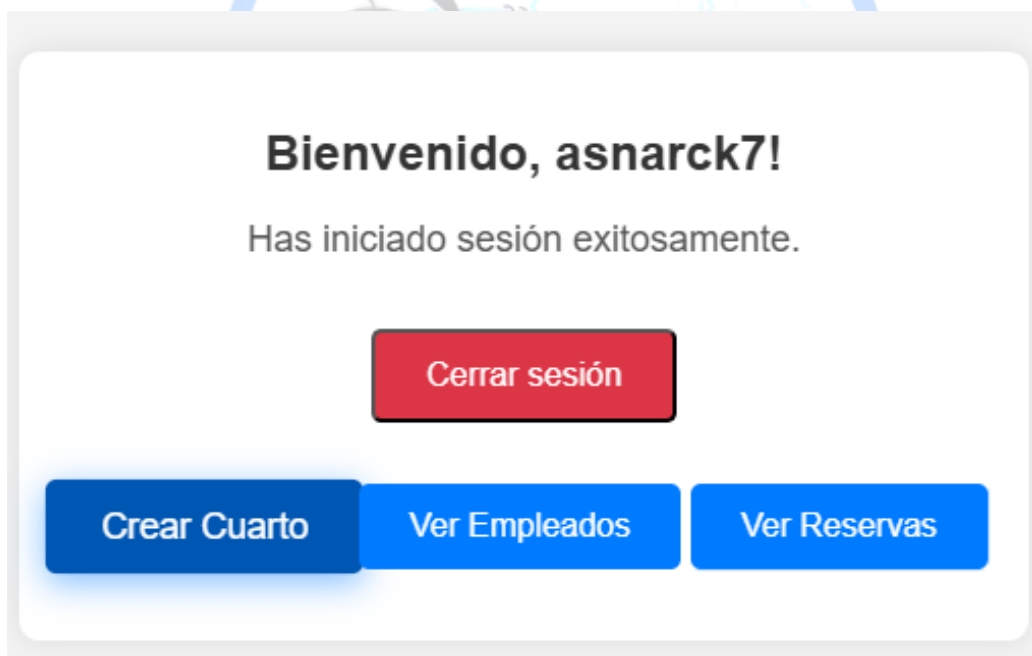 Bienvenido, asnarck7!
Has iniciado sesión exitosamente.
Cerrar sesión
Crear Cuarto Ver Empleados Ver Reservas